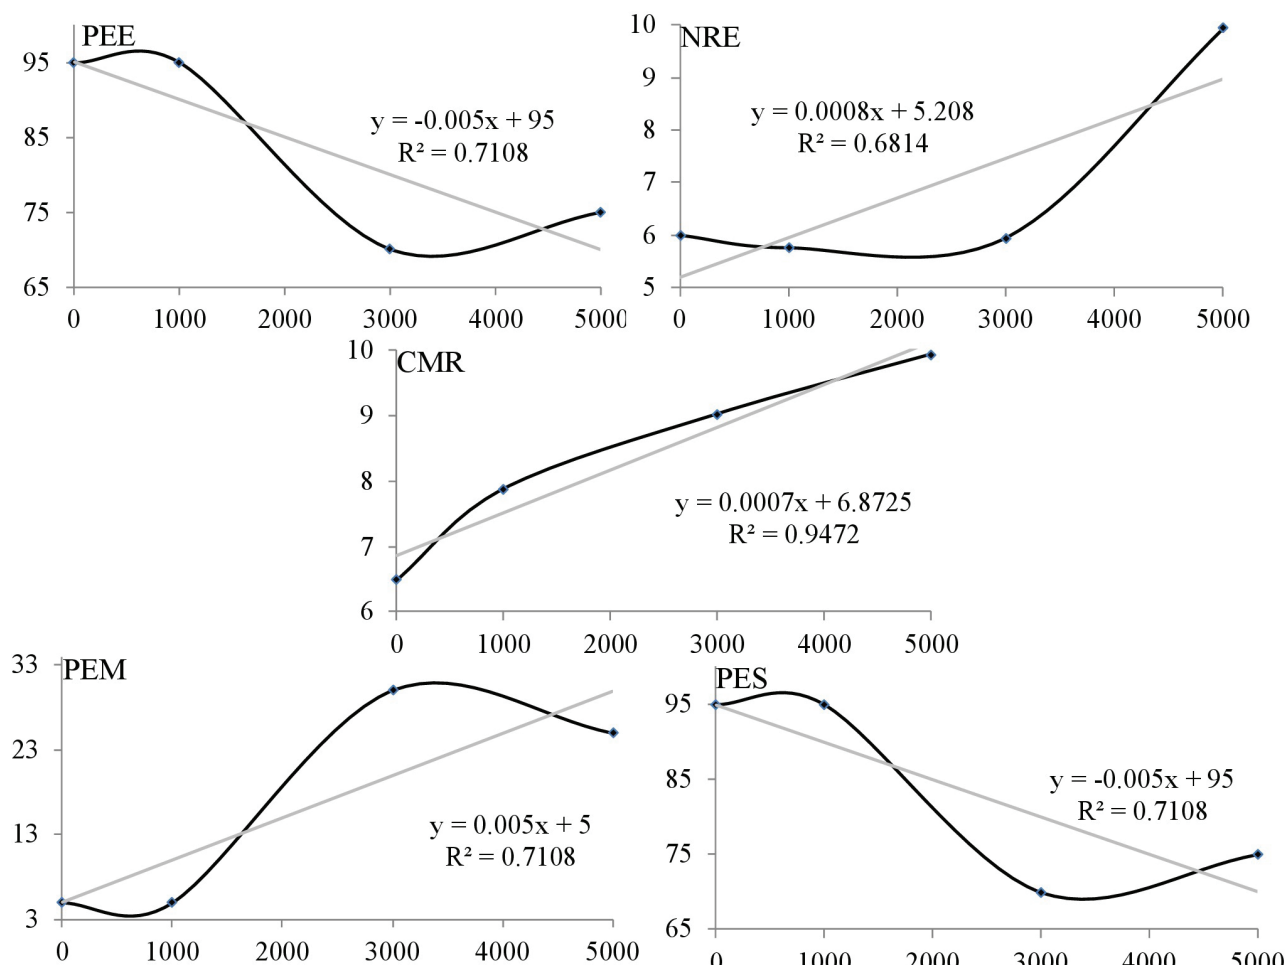 PEE
95
85
75
65
y = -0.005x + 95
R² = 0.7108
0 1000 2000 3000 4000 5000
NRE
10
9
8
7
6
5
y = 0.0008x + 5.208
R² = 0.6814
0 1000 2000 3000 4000 5000
CMR
10
9
8
7
6
y = 0.0007x + 6.8725
R² = 0.9472
0 1000 2000 3000 4000 5000
PEM
33
23
13
3
y = 0.005x + 5
R² = 0.7108
0 1000 2000 3000 4000 5000
PES
95
85
75
65
y = -0.005x + 95
R² = 0.7108
0 1000 2000 3000 4000 5000